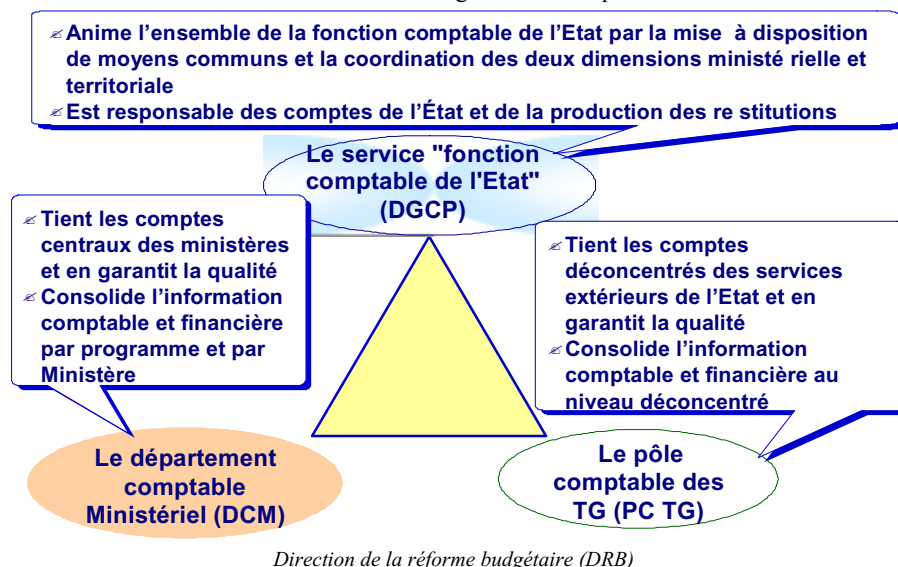 Anime l'ensemble de la fonction comptable de l'Etat par la mise à disposition
de moyens communs et la coordination des deux dimensions ministé rielle et
territoriale
Est responsable des comptes de l'État et de la production des re stitutions
Le service "fonction
comptable de l'Etat"
(DGCP)
Tient les comptes
centraux des ministères
et en garantit la qualité
Consolide l'information
comptable et financière
par programme et par
Ministère
Tient les comptes
déconcentrés des services
extérieurs de l'Etat et en
garantit la qualité
Consolide l'information
comptable et financière au
niveau déconcentré
Le département
comptable
Ministériel (DCM)
Le pôle
comptable des
TG (PC TG)
Direction de la réforme budgétaire (DRB)